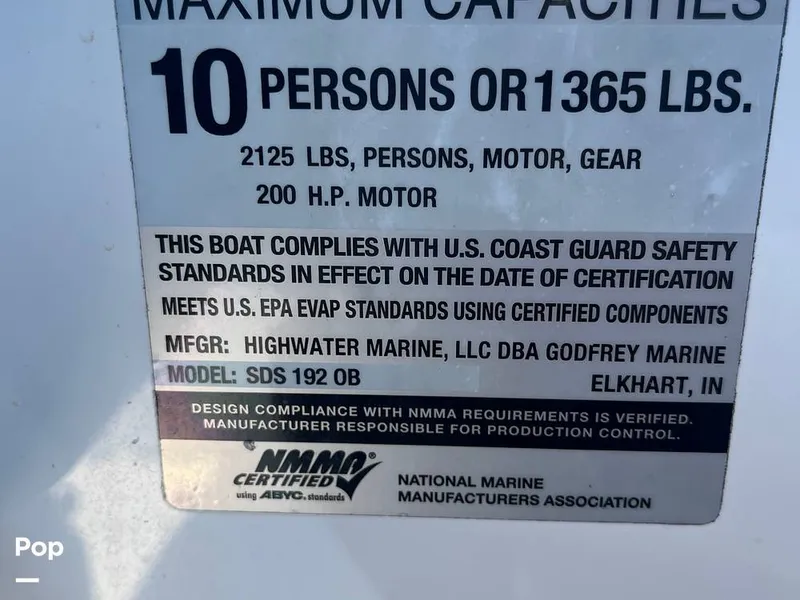 MAXIMUM CAPACITIES
10 PERSONS OR 1365 LBS.
2125 LBS, PERSONS, MOTOR, GEAR
200 H.P. MOTOR
THIS BOAT COMPLIES WITH U.S. COAST GUARD SAFETY
STANDARDS IN EFFECT ON THE DATE OF CERTIFICATION
MEETS U.S. EPA EVAP STANDARDS USING CERTIFIED COMPONENTS
MFGR: HIGHWATER MARINE, LLC DBA GODFREY MARINE
MODEL: SDS 192 OB ELKHART, IN
DESIGN COMPLIANCE WITH NMMA REQUIREMENTS IS VERIFIED.
MANUFACTURER RESPONSIBLE FOR PRODUCTION CONTROL.
NMMA®
CERTIFIED
using ABYC. standards
NATIONAL MARINE
MANUFACTURERS ASSOCIATION
Pop